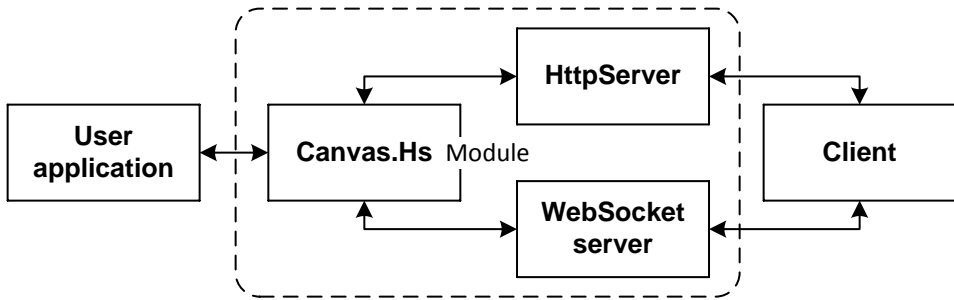 User
application
Canvas.Hs Module
HttpServer
WebSocket
server
Client